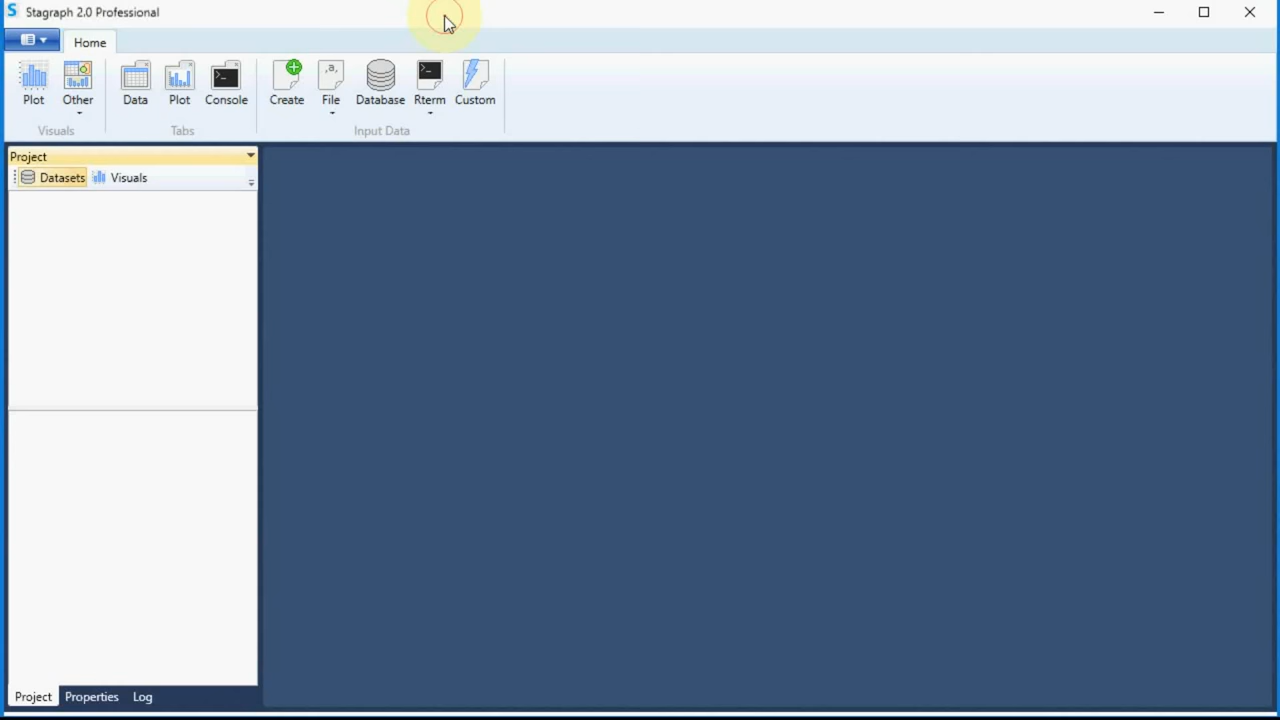 S Stagraph 2.0 Professional
Home
Plot Other Data Plot Console Create File Database Rterm Custom
Visuals Tabs Input Data
Project
Datasets Visuals
Project Properties Log